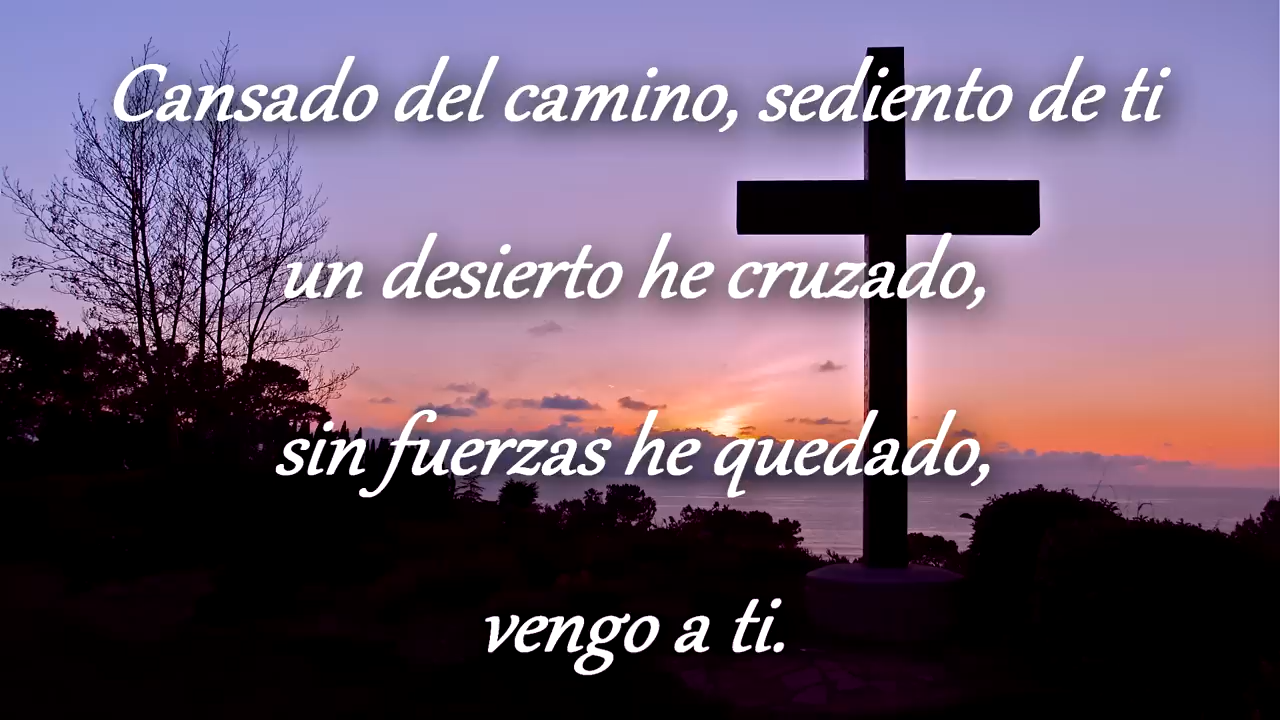 Cansado del camino, sediento de ti
un desierto he cruzado,
sin fuerzas he quedado,
vengo a ti.